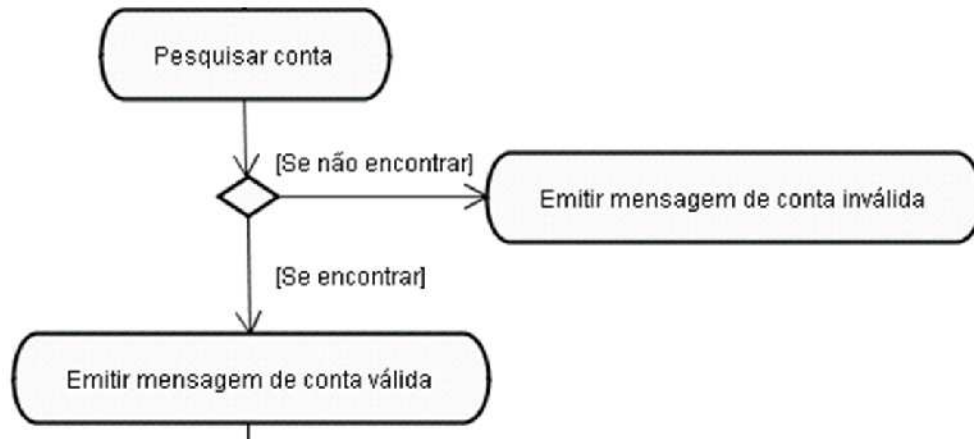 Pesquisar conta
[Se não encontrar]
Emitir mensagem de conta inválida
[Se encontrar]
Emitir mensagem de conta válida